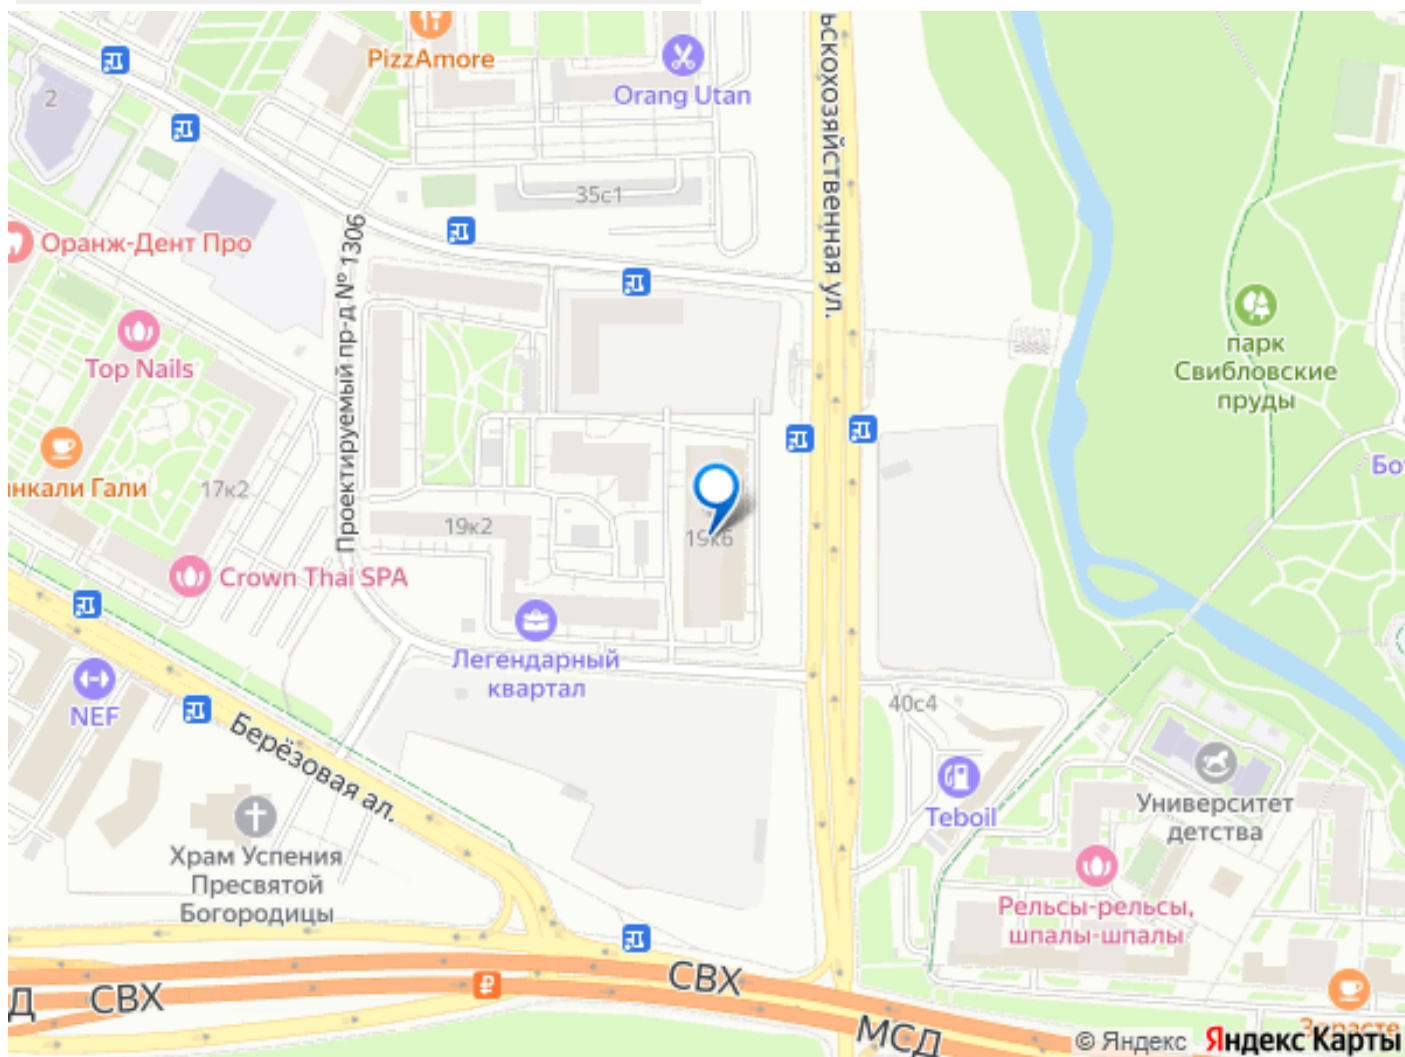 PizzAmore
Orang Utan
2
35с1
ьскохозяйственная ул.
Оранж-Дент Про
Проектируемый пр-д № 1306
Top Nails
парк
Свибловские
пруды
Бо
нкали Гали
17к2
19к2
19к6
Crown Thai SPA
Легендарный
квартал
NEF
Берёзовая ал.
40с4
Teboil
Университет
детства
Храм Успения
Пресвятой
Богородицы
Рельсы-рельсы,
шпалы-шпалы
Д
СВХ
СВХ
МСД
© Яндекс
Яндекс Карты